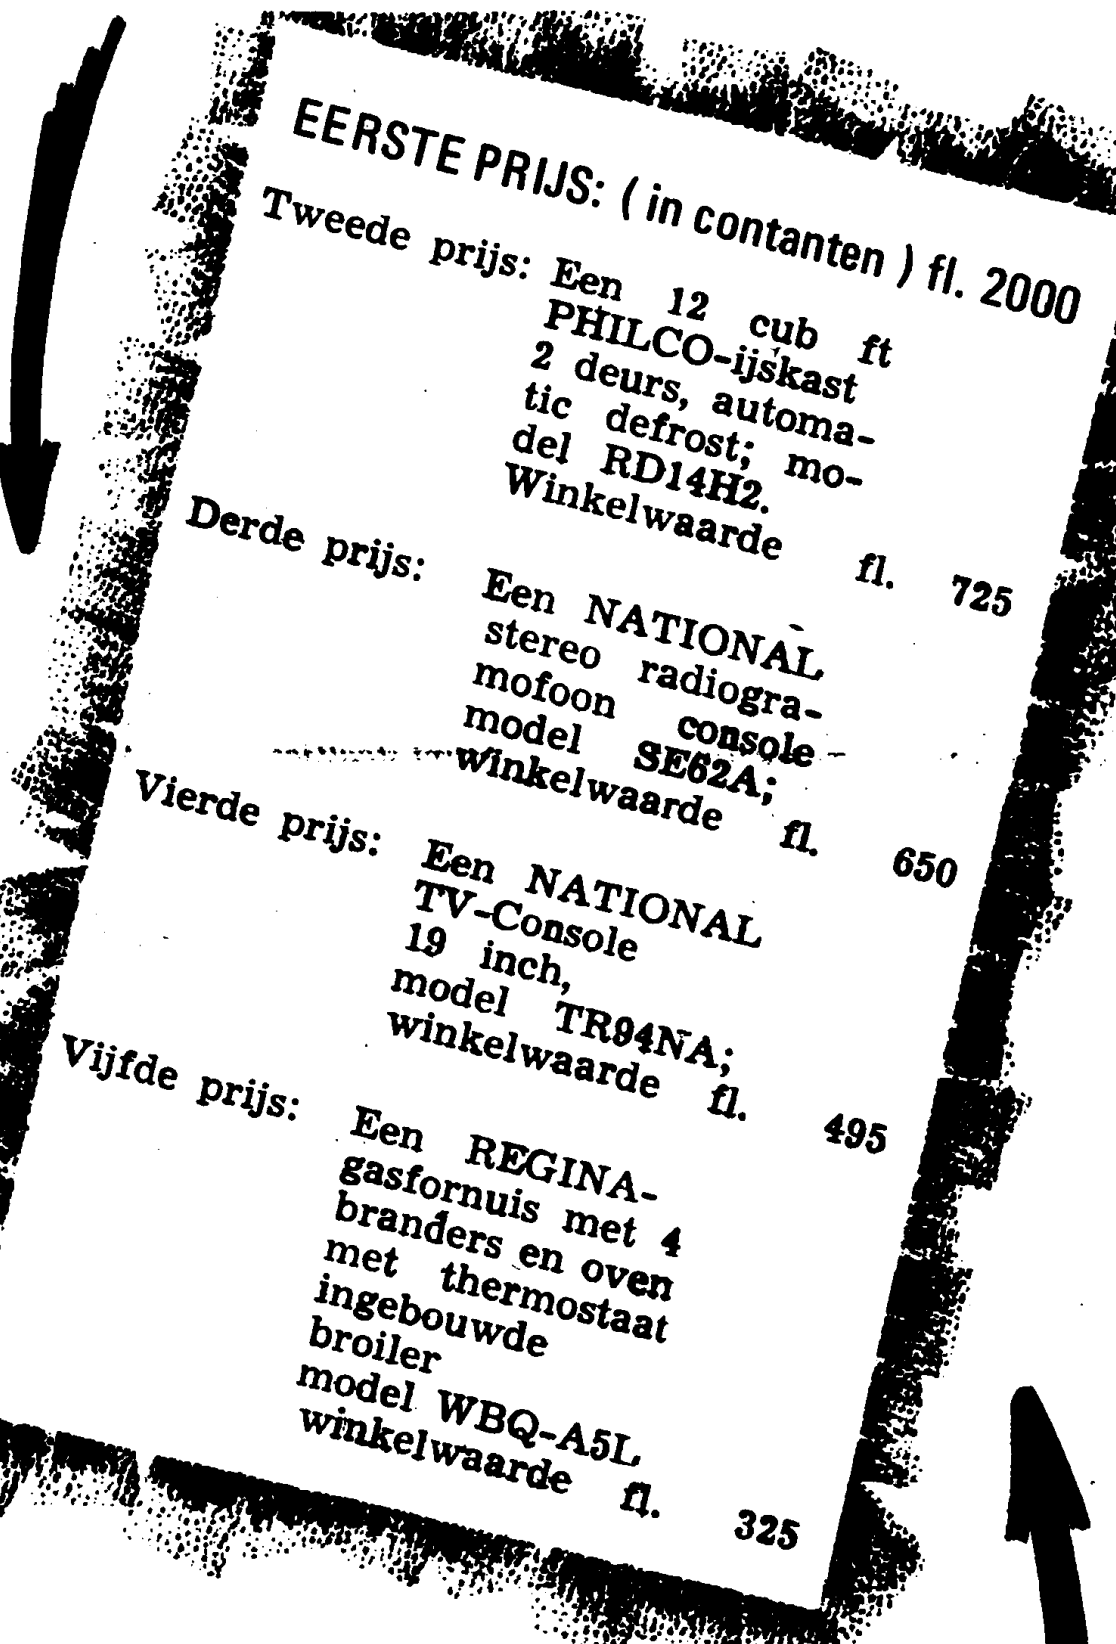 EERSTE PRIJS: ( in contanten ) fl. 2000
Tweede prijs: Een 12 cub ft
PHILCO-ijskast
2 deurs, automa-
tic defrost; mo-
del RD14H2.
Winkelwaarde fl. 725
Derde prijs: Een NATIONAL
stereo radiogra-
mofoon console
model SE62A;
winkelwaarde fl. 650
Vierde prijs: Een NATIONAL
TV-Console
19 inch,
model TR94NA;
winkelwaarde fl. 495
Vijfde prijs: Een REGINA-
gasfornuis met 4
branders en oven
met thermostaat
ingebouwde
broiler
model WBQ-A5L
winkelwaarde fl. 325